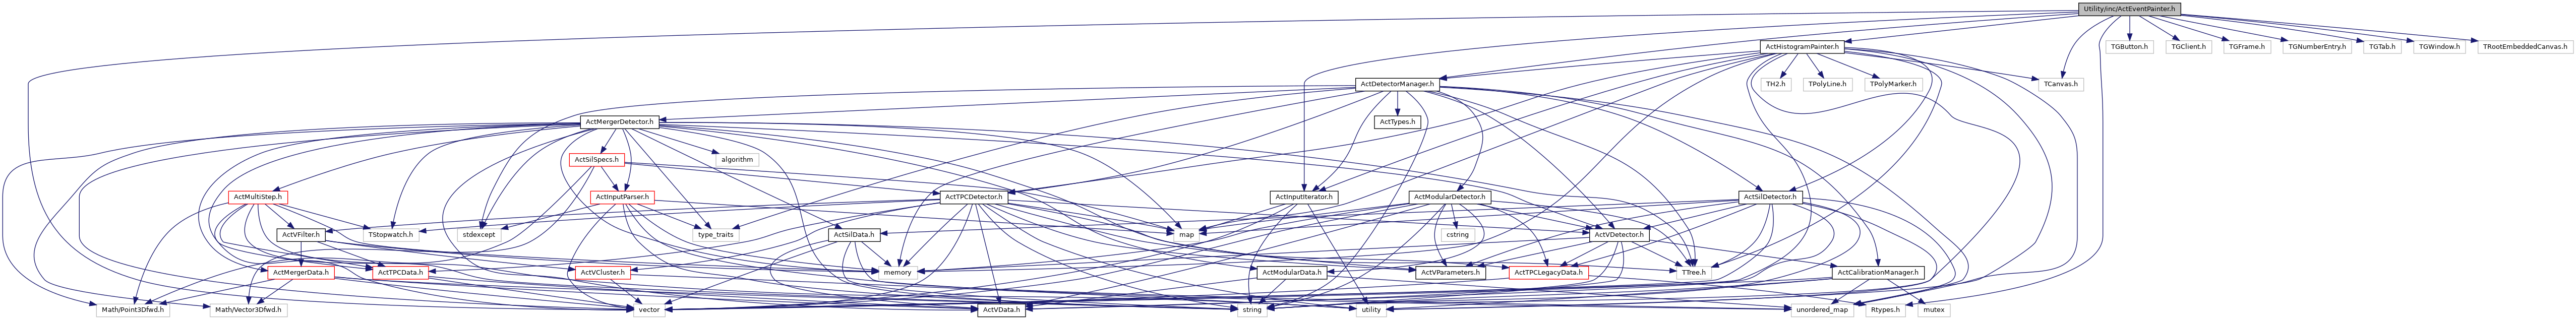 Utility/inc/ActEventPainter.h
ActHistogramPainter.h
TGButton.h
TGClient.h
TGFrame.h
TGNumberEntry.h
TGTab.h
TGWindow.h
TRootEmbeddedCanvas.h
ActDetectorManager.h
TH2.h
TPolyLine.h
TPolyMarker.h
TCanvas.h
ActMergerDetector.h
ActTypes.h
ActSilSpecs.h
algorithm
ActMultiStep.h
ActInputParser.h
ActTPCDetector.h
ActInputIterator.h
ActModularDetector.h
ActSilDetector.h
ActVFilter.h
TStopwatch.h
stdexcept
type_traits
ActSilData.h
map
cstring
ActVDetector.h
ActMergerData.h
ActTPCData.h
ActVCluster.h
memory
ActModularData.h
ActVParameters.h
ActTPCLegacyData.h
TTree.h
ActCalibrationManager.h
Math/Point3Dfwd.h
Math/Vector3Dfwd.h
vector
ActVData.h
string
utility
unordered_map
Rtypes.h
mutex